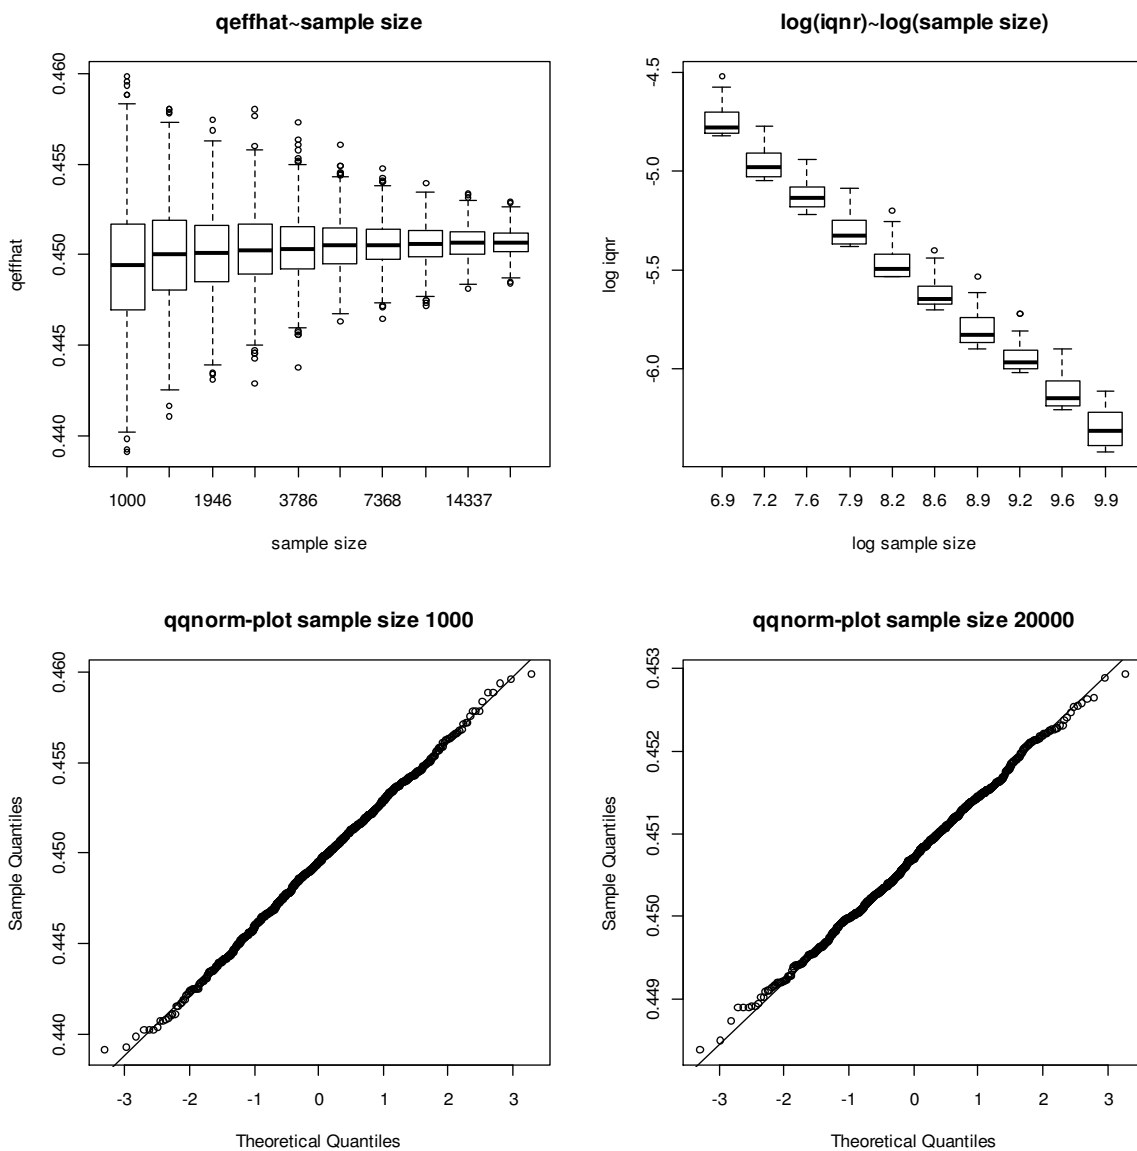 qeffhat~sample size
qeffhat
0.440 0.445 0.450 0.455 0.460
1000 1946 3786 7368 14337
sample size
log(iqnr)~log(sample size)
log iqnr
-6.0 -5.5 -5.0 -4.5
6.9 7.2 7.6 7.9 8.2 8.6 8.9 9.2 9.6 9.9
log sample size
qqnorm-plot sample size 1000
Sample Quantiles
0.440 0.445 0.450 0.455 0.460
-3 -2 -1 0 1 2 3
Theoretical Quantiles
qqnorm-plot sample size 20000
Sample Quantiles
0.449 0.450 0.451 0.452 0.453
-3 -2 -1 0 1 2 3
Theoretical Quantiles